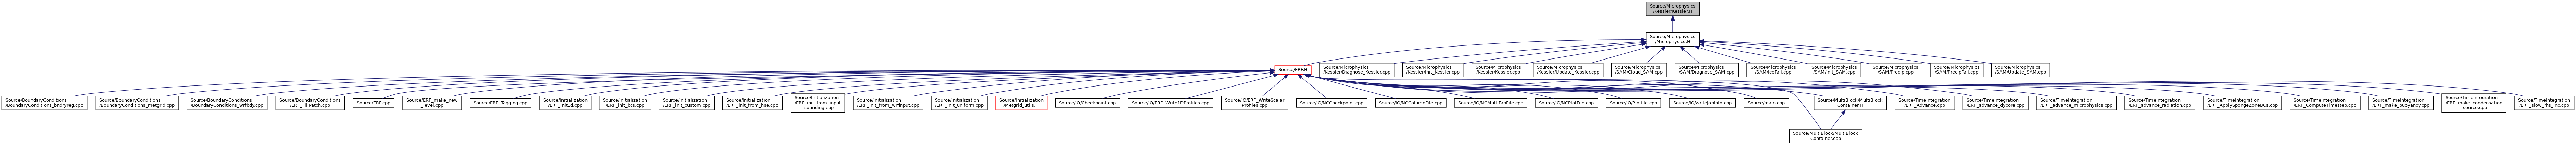 Source/Microphysics
/Kessler/Kessler.H
Source/Microphysics
/Microphysics.H
Source/ERF.H
Source/Microphysics
/Kessler/Diagnose_Kessler.cpp
Source/Microphysics
/Kessler/Init_Kessler.cpp
Source/Microphysics
/Kessler/Kessler.cpp
Source/Microphysics
/Kessler/Update_Kessler.cpp
Source/Microphysics
/SAM/Cloud_SAM.cpp
Source/Microphysics
/SAM/Diagnose_SAM.cpp
Source/Microphysics
/SAM/IceFall.cpp
Source/Microphysics
/SAM/Init_SAM.cpp
Source/Microphysics
/SAM/Precip.cpp
Source/Microphysics
/SAM/PrecipFall.cpp
Source/Microphysics
/SAM/Update_SAM.cpp
Source/BoundaryConditions
/BoundaryConditions_bndryreg.cpp
Source/BoundaryConditions
/BoundaryConditions_metgrid.cpp
Source/BoundaryConditions
/BoundaryConditions_wrfbdy.cpp
Source/BoundaryConditions
/ERF_FillPatch.cpp
Source/ERF.cpp
Source/ERF_make_new
_level.cpp
Source/ERF_Tagging.cpp
Source/Initialization
/ERF_init1d.cpp
Source/Initialization
/ERF_init_bcs.cpp
Source/Initialization
/ERF_init_custom.cpp
Source/Initialization
/ERF_init_from_hse.cpp
Source/Initialization
/ERF_init_from_input
_sounding.cpp
Source/Initialization
/ERF_init_from_wrfinput.cpp
Source/Initialization
/ERF_init_uniform.cpp
Source/Initialization
/Metgrid_utils.H
Source/IO/Checkpoint.cpp
Source/IO/ERF_Write1DProfiles.cpp
Source/IO/ERF_WriteScalar
Profiles.cpp
Source/IO/NCCheckpoint.cpp
Source/IO/NCColumnFile.cpp
Source/IO/NCMultiFabFile.cpp
Source/IO/NCPlotFile.cpp
Source/IO/Plotfile.cpp
Source/IO/writeJobInfo.cpp
Source/main.cpp
Source/MultiBlock/MultiBlock
Container.H
Source/TimeIntegration
/ERF_Advance.cpp
Source/TimeIntegration
/ERF_advance_dycore.cpp
Source/TimeIntegration
/ERF_advance_microphysics.cpp
Source/TimeIntegration
/ERF_advance_radiation.cpp
Source/TimeIntegration
/ERF_ApplySpongeZoneBCs.cpp
Source/TimeIntegration
/ERF_ComputeTimestep.cpp
Source/TimeIntegration
/ERF_make_buoyancy.cpp
Source/TimeIntegration
/ERF_make_condensation
_source.cpp
Source/TimeIntegration
/ERF_slow_rhs_inc.cpp
Source/MultiBlock/MultiBlock
Container.cpp